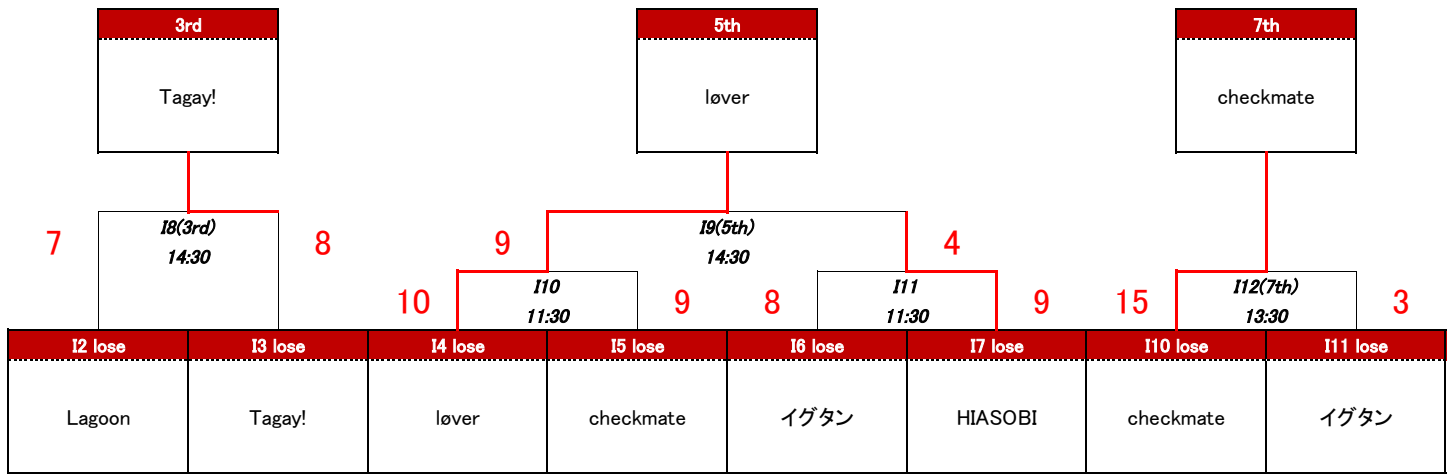 3rd
5th
7th
Tagay!
løver
checkmate
I8(3rd)
I9(5th)
7
8
9
4
14:30
14:30
I10
I11
I12(7th)
10
9
8
9
15
3
11:30
11:30
13:30
I2 lose
I3 lose
I4 lose
I5 lose
I6 lose
I7 lose
I10 lose
I11 lose
Lagoon
Tagay!
løver
checkmate
イグタン
HIASOBI
checkmate
イグタン